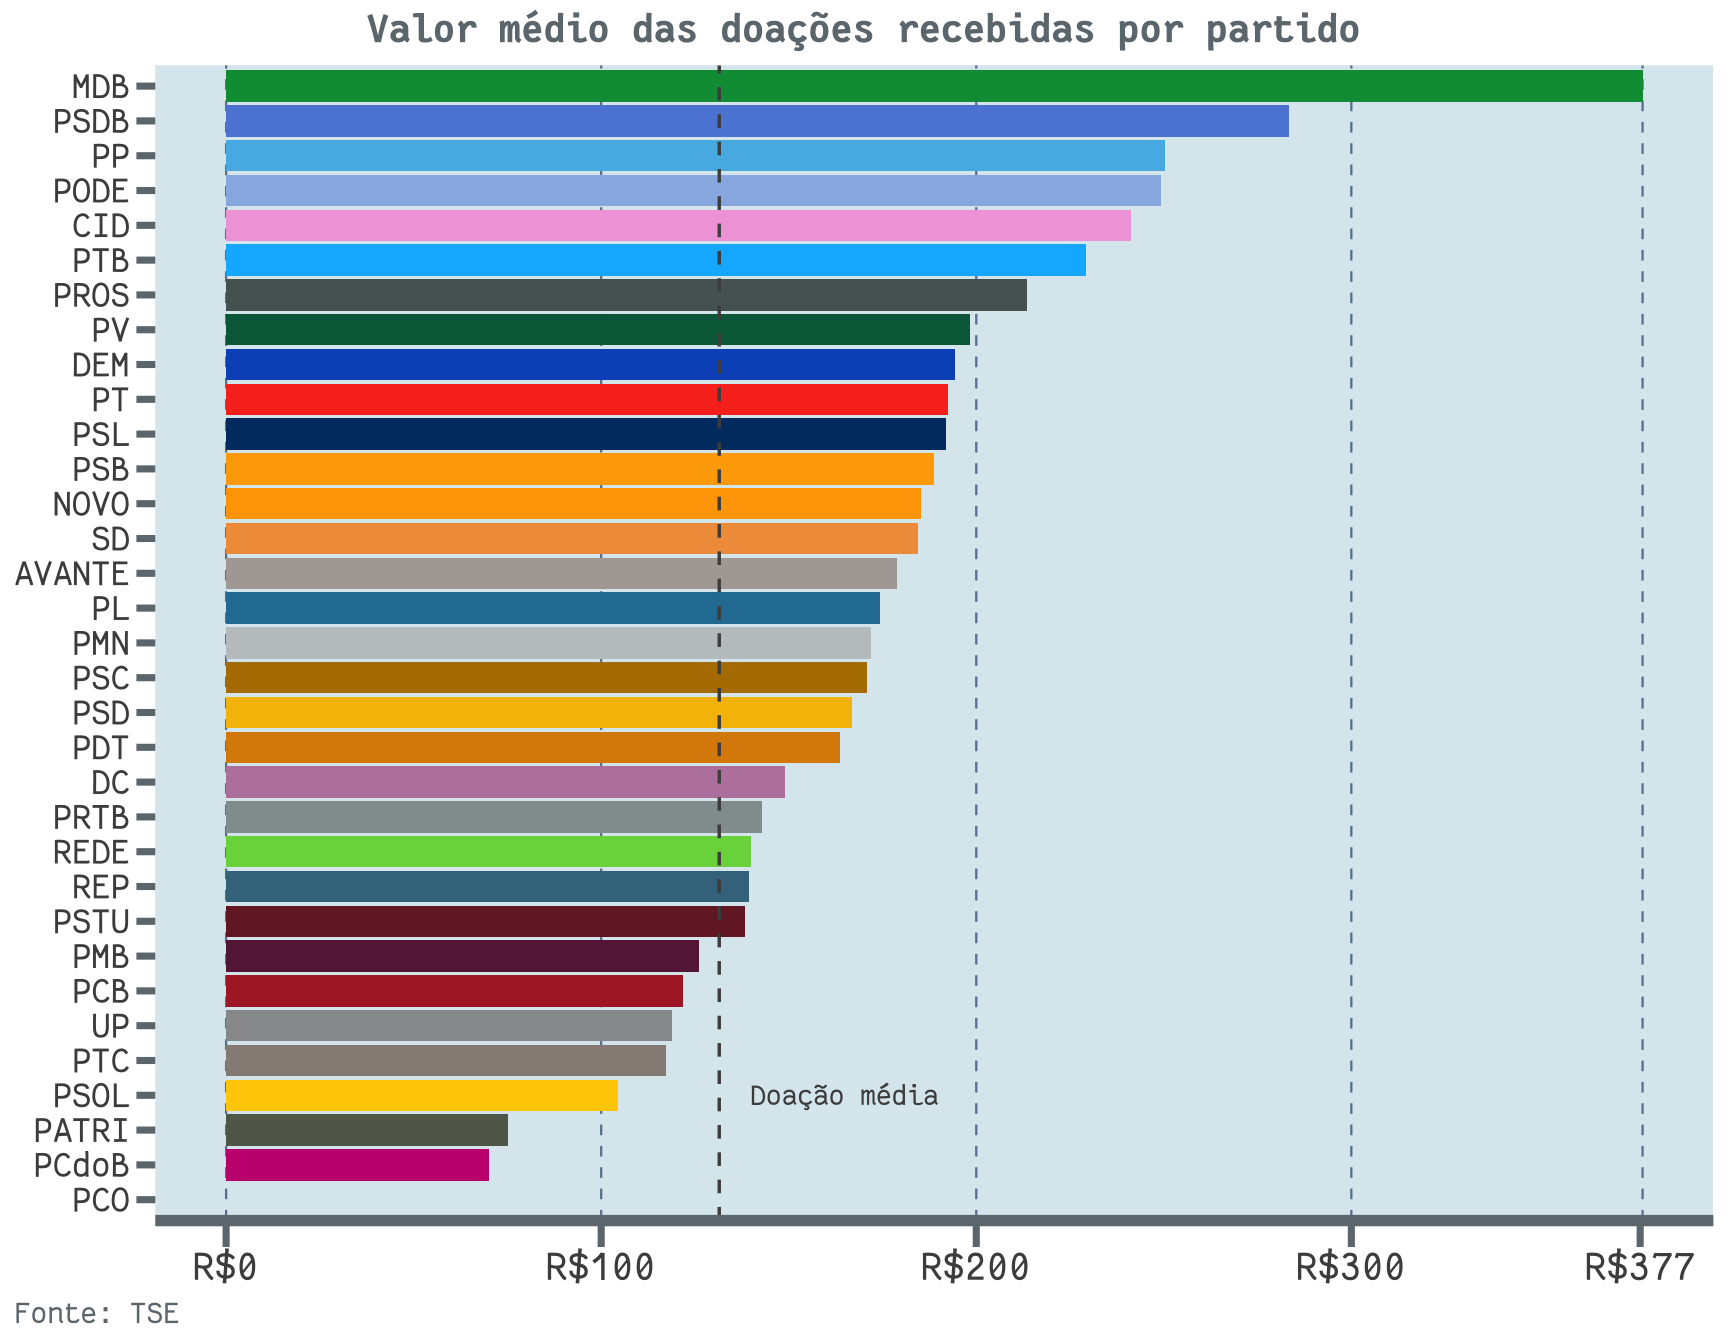 Valor médio das doações recebidas por partido
MDB
PSDB
PP
PODE
CID
PTB
PROS
PV
DEM
PT
PSL
PSB
NOVO
SD
AVANTE
PL
PMN
PSC
PSD
PDT
DC
PRTB
REDE
REP
PSTU
PMB
PCB
UP
PTC
PSOL
Doação média
PATRI
PCdoB
PCO
R$0 R$100 R$200 R$300 R$377
Fonte: TSE